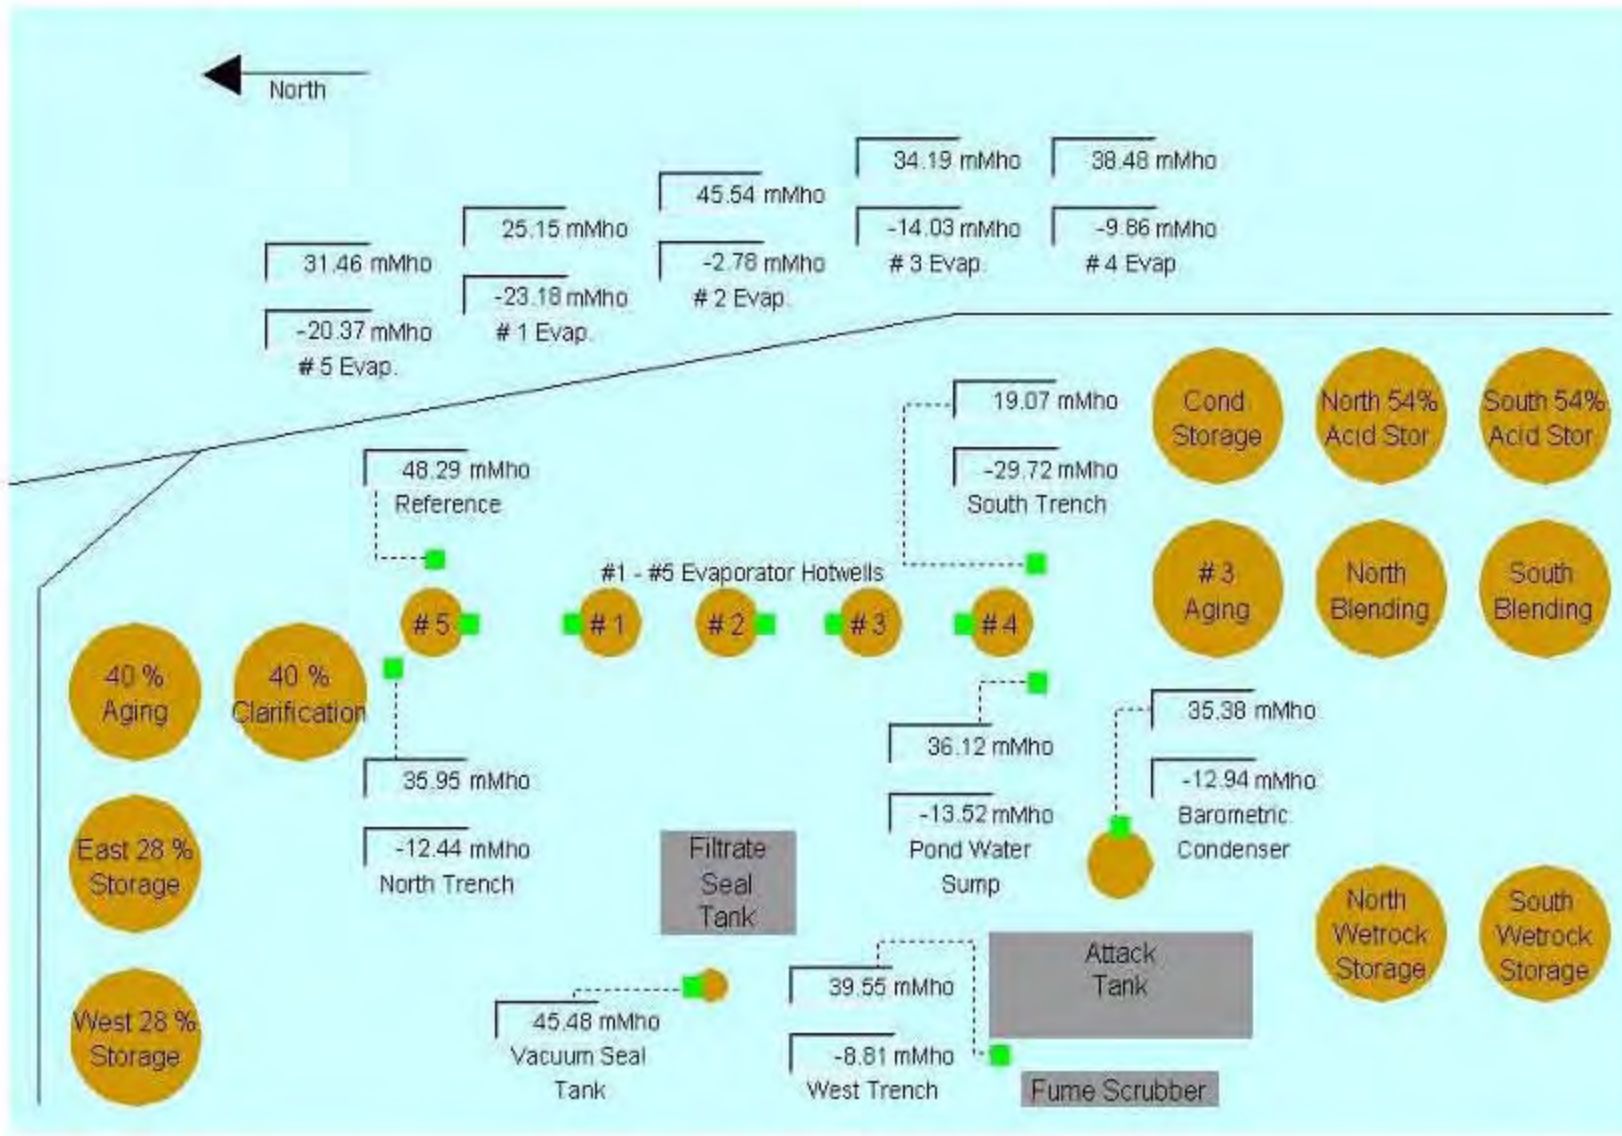 North
34.19 mMho
38.48 mMho
45.54 mMho
25.15 mMho
-14.03 mMho
# 3 Evap.
-9.86 mMho
# 4 Evap
31.46 mMho
-2.78 mMho
# 2 Evap.
-23.18 mMho
# 1 Evap.
-20.37 mMho
# 5 Evap.
19.07 mMho
-29.72 mMho
South Trench
Cond
Storage
North 54%
Acid Stor
South 54%
Acid Stor
48.29 mMho
Reference
#1 - #5 Evaporator Hotwells
# 3
Aging
North
Blending
South
Blending
# 5
# 1
# 2
# 3
# 4
40 %
Aging
40 %
Clarification
35.95 mMho
-12.44 mMho
North Trench
36.12 mMho
-13.52 mMho
Pond Water
Sump
35.38 mMho
-12.94 mMho
Barometric
Condenser
East 28 %
Storage
Filtrate
Seal
Tank
North
Wetrock
Storage
South
Wetrock
Storage
Attack
Tank
39.55 mMho
-8.81 mMho
West Trench
West 28 %
Storage
45.48 mMho
Vacuum Seal
Tank
Fume Scrubber